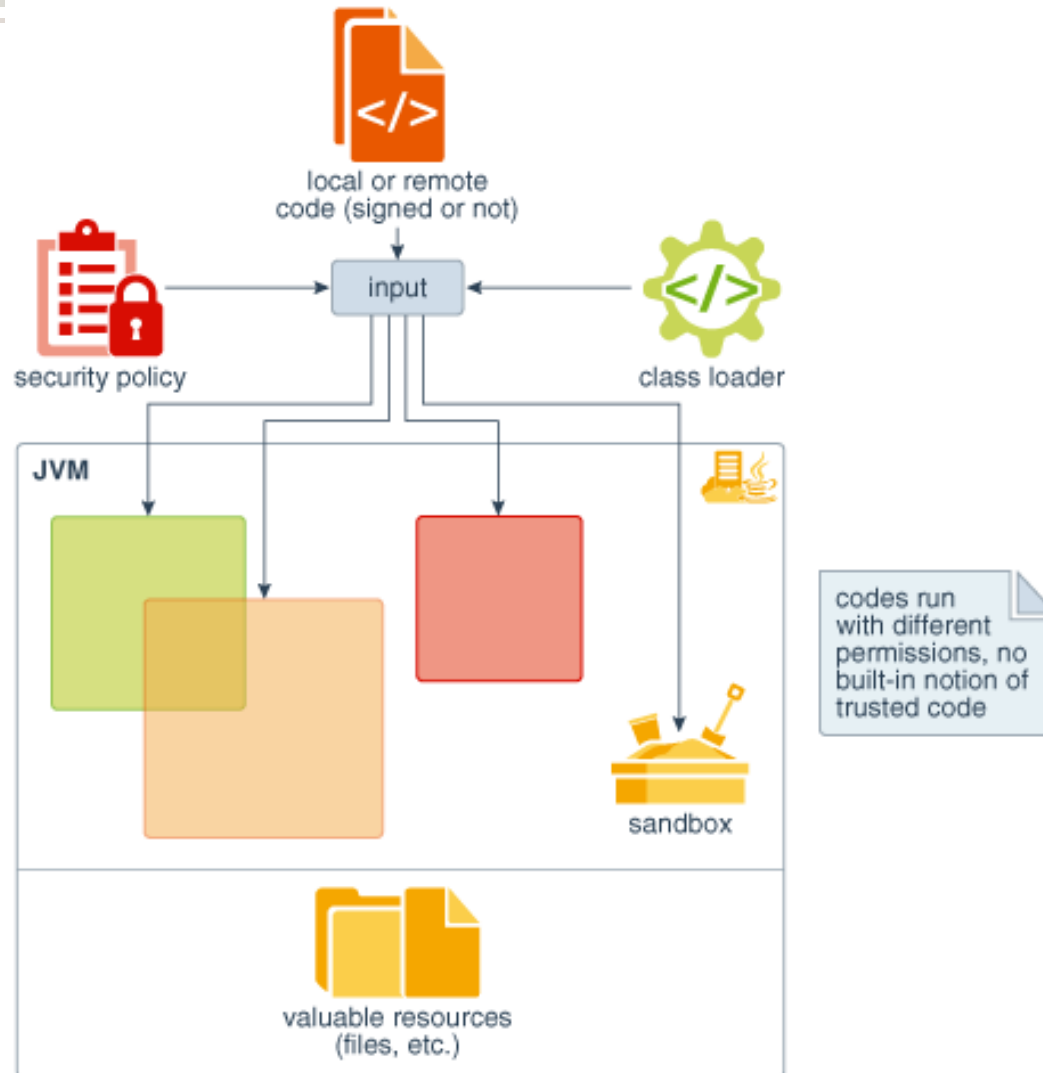 </>
local or remote
code (signed or not)
input
</>
security policy
class loader
JVM
codes run
with different
permissions, no
built-in notion of
trusted code
sandbox
valuable resources
(files, etc.)